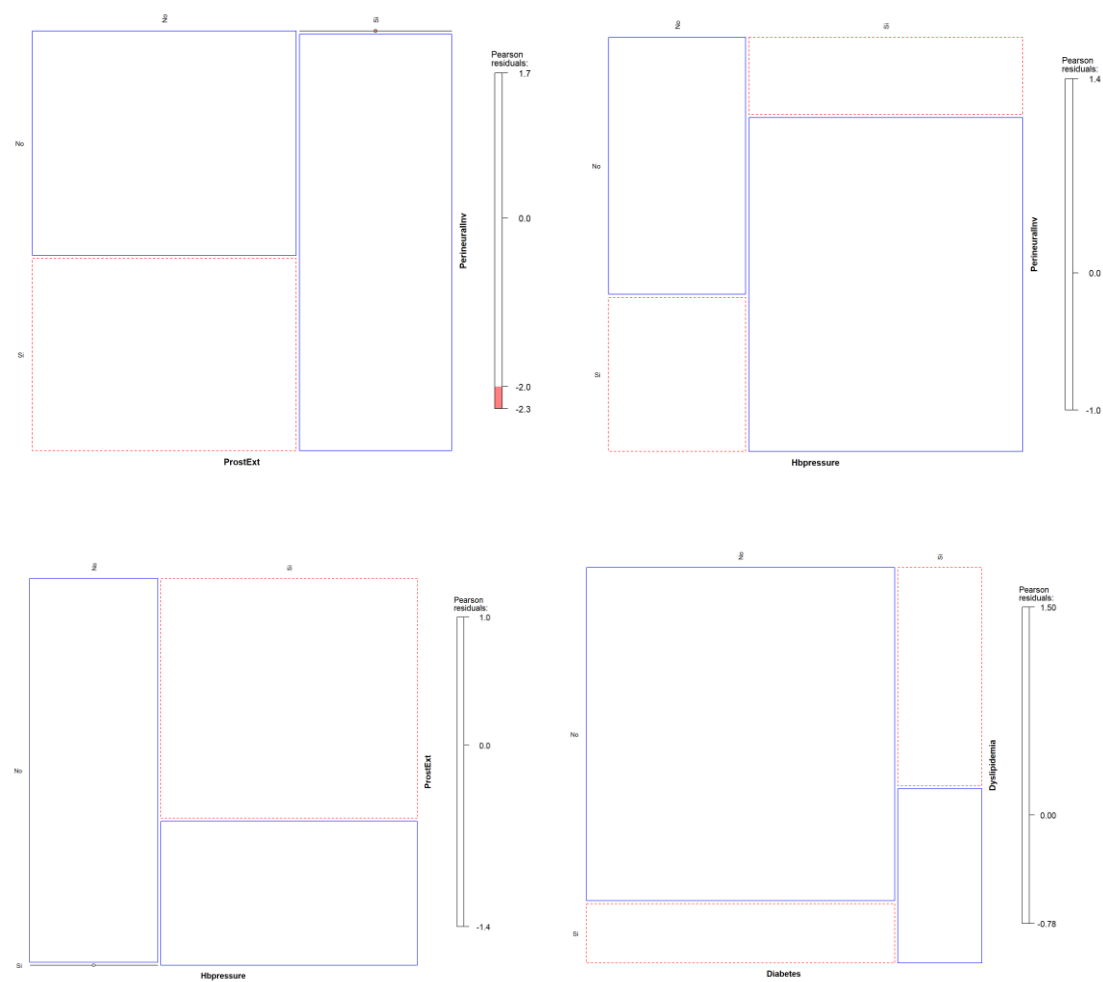 No
Si
Pearson
residuals:
1.7
0.0
-2.0
-2.3
No
Si
PerineuralInv
ProstExt
No
Si
Pearson
residuals:
1.4
0.0
-1.0
No
Si
PerineuralInv
Hbpressure
No
Si
Pearson
residuals:
1.0
0.0
-1.4
No
Si
ProstExt
Hbpressure
No
Si
Pearson
residuals:
1.50
0.00
-0.78
No
Si
Dyslipidemia
Diabetes